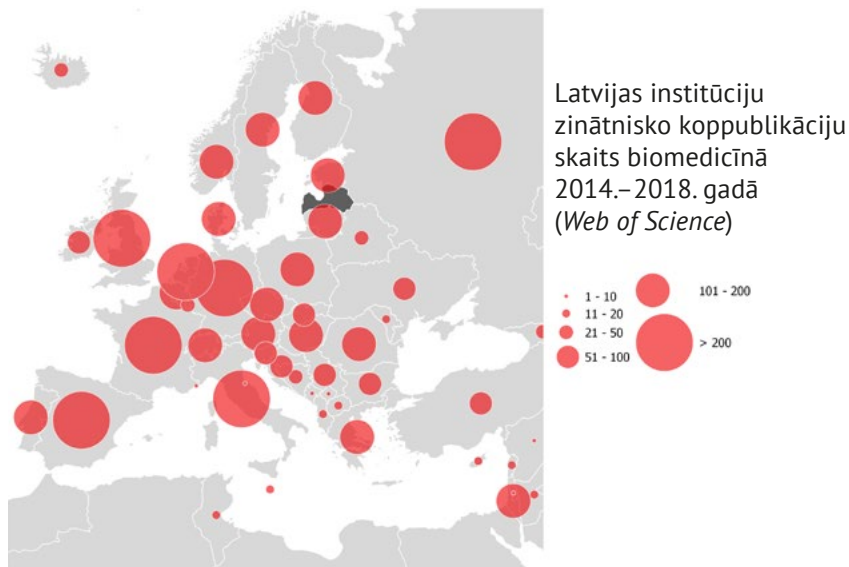 Latvijas institūciju
zinātnisko koppublikāciju
skaits biomedicīnā
2014.–2018. gadā
(Web of Science)
1 - 10
11 - 20
21 - 50
51 - 100
101 - 200
> 200